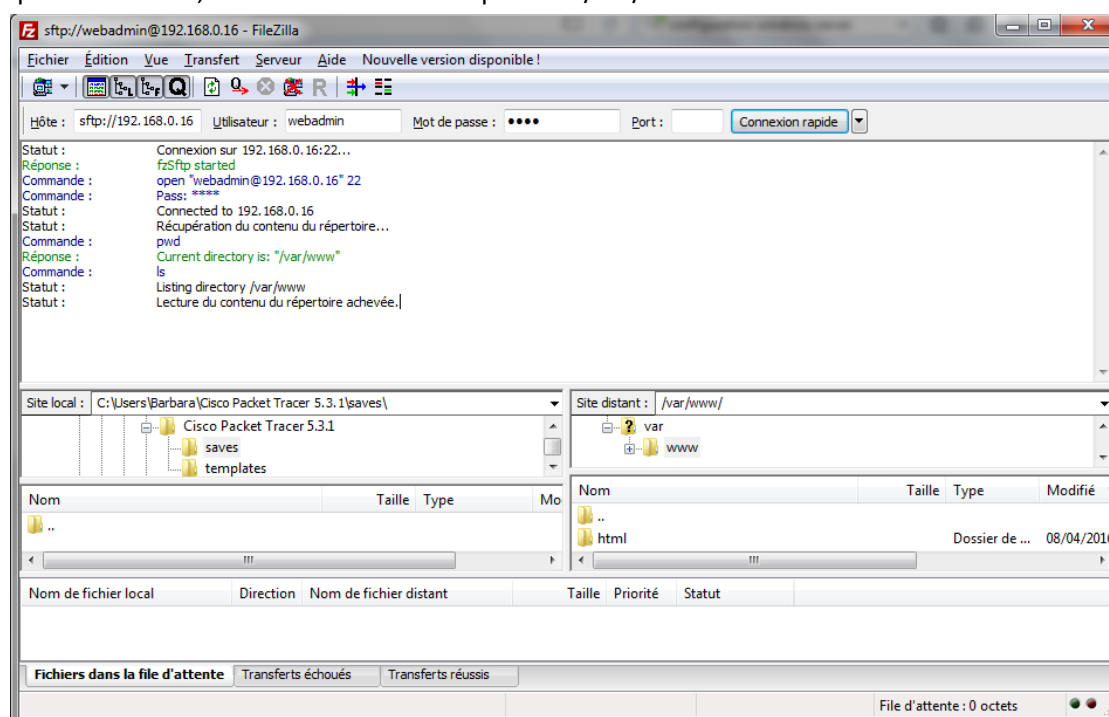 sftp://webadmin@192.168.0.16 - FileZilla
Fichier Édition Vue Transfert Serveur Aide Nouvelle version disponible !
Hôte : sftp://192.168.0.16 Utilisateur : webadmin Mot de passe : •••• Port : Connexion rapide
Statut : Connexion sur 192.168.0.16:22...
Réponse : fzSftp started
Commande : open "webadmin@192.168.0.16" 22
Commande : Pass: ****
Statut : Connected to 192.168.0.16
Statut : Récupération du contenu du répertoire...
Commande : pwd
Réponse : Current directory is: "/var/www"
Commande : ls
Statut : Listing directory /var/www
Statut : Lecture du contenu du répertoire achevée.
Site local : C:\Users\Barbara\Cisco Packet Tracer 5.3.1\saves\ Site distant : /var/www/
Cisco Packet Tracer 5.3.1
saves
templates
? var
www
Nom Taille Type Mo
..
Nom Taille Type Modifié
..
html Dossier de ... 08/04/201
Nom de fichier local Direction Nom de fichier distant Taille Priorité Statut
Fichiers dans la file d'attente Transferts échoués Transferts réussis
File d'attente : 0 octets